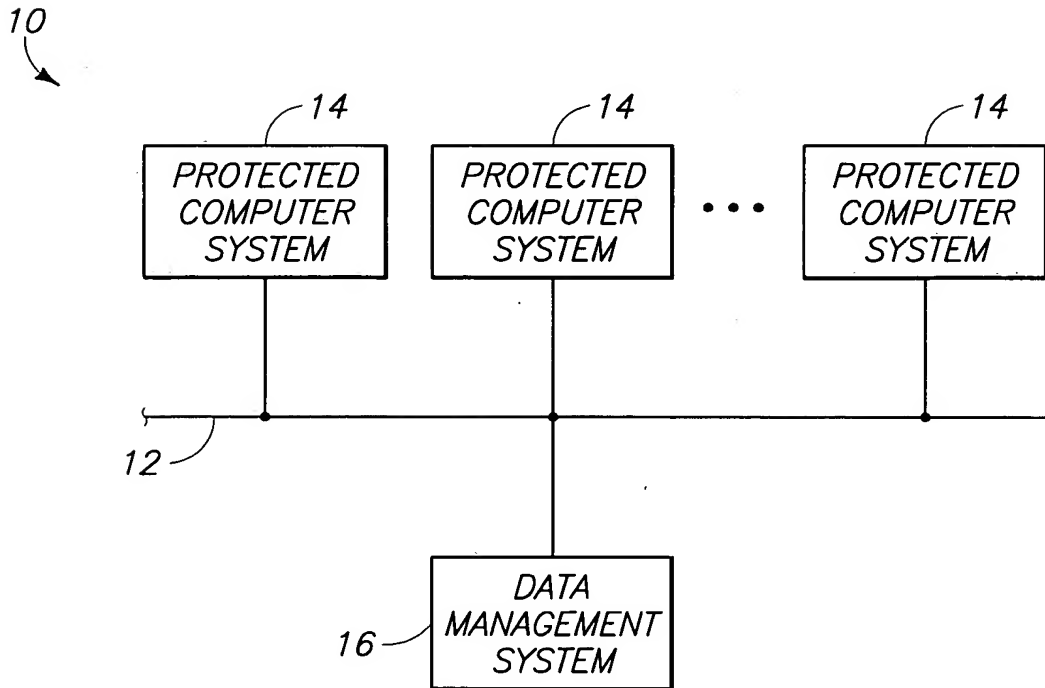 10
14
14
14
PROTECTED
COMPUTER
SYSTEM
PROTECTED
COMPUTER
SYSTEM
PROTECTED
COMPUTER
SYSTEM
12
16
DATA
MANAGEMENT
SYSTEM